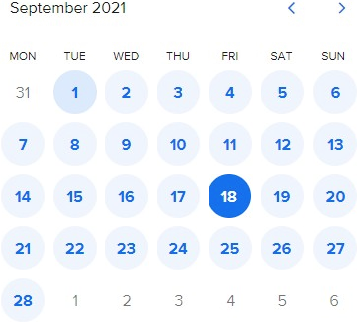 September 2021
MON TUE WED THU FRI SAT SUN
31 1 2 3 4 5 6
7 8 9 10 11 12 13
14 15 16 17 18 19 20
21 22 23 24 25 26 27
28 1 2 3 4 5 6